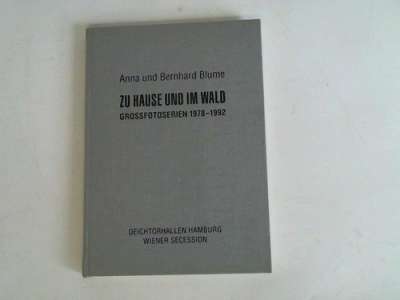 Anna und Bernhard Blume
ZU HAUSE UND IM WALD
GROSSFOTOSERIEN 1978–1992
DEICHTORHALLEN HAMBURG
WIENER SECESSION